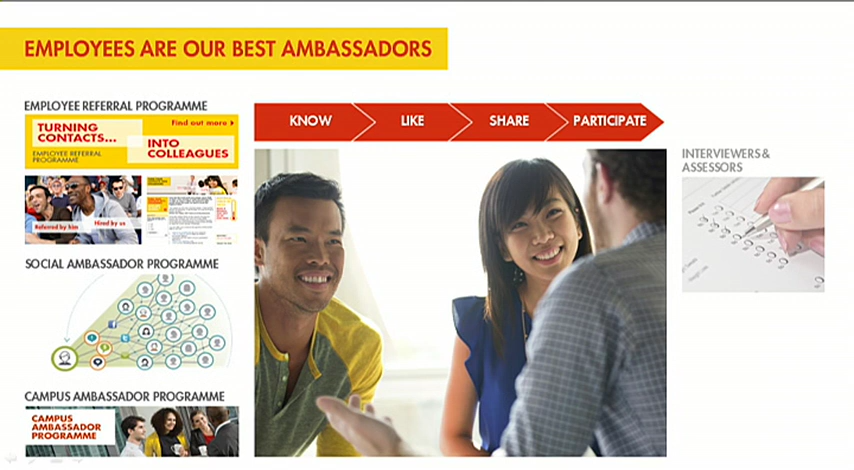 EMPLOYEES ARE OUR BEST AMBASSADORS
EMPLOYEE REFERRAL PROGRAMME
Find out more
TURNING
CONTACTS...
EMPLOYEE REFERRAL
PROGRAMME
INTO
COLLEAGUES
Referred by him
Hired by us
SOCIAL AMBASSADOR PROGRAMME
CAMPUS AMBASSADOR PROGRAMME
CAMPUS
AMBASSADOR
PROGRAMME
KNOW
LIKE
SHARE
PARTICIPATE
INTERVIEWERS &
ASSESSORS